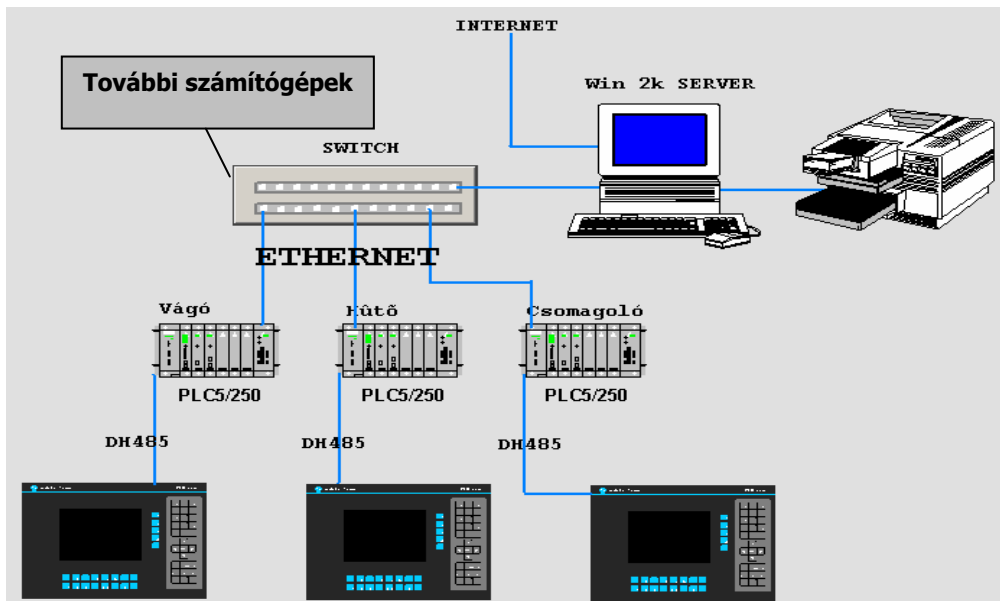 INTERNET
További számítógépek
Win 2k SERVER
SWITCH
ETHERNET
Vágó
Hûtõ
Csomagoló
PLC5/250
PLC5/250
PLC5/250
DH485
DH485
DH485